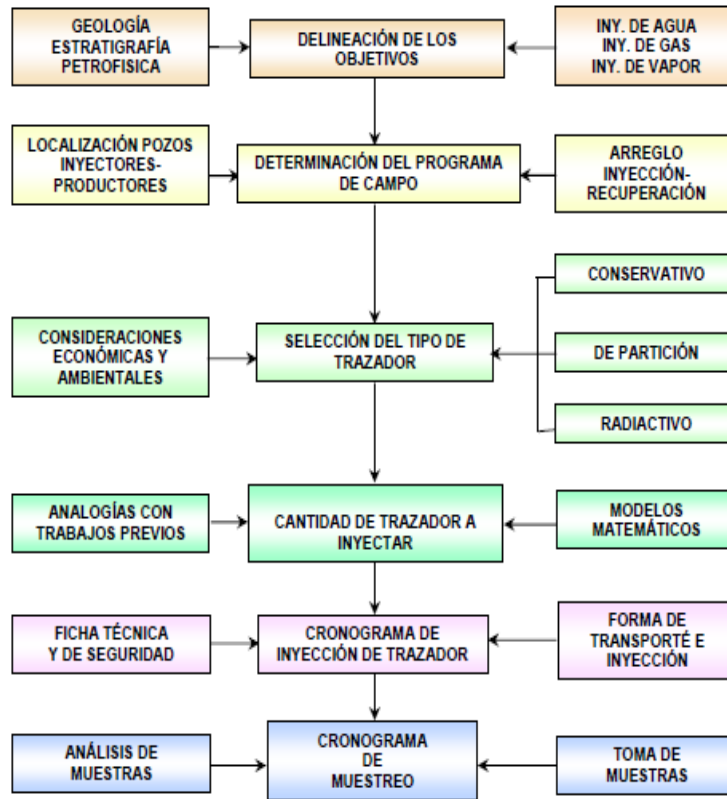 GEOLOGÍA
ESTRATIGRAFÍA
PETROFISICA
DELINEACIÓN DE LOS
OBJETIVOS
INY. DE AGUA
INY. DE GAS
INY. DE VAPOR
LOCALIZACIÓN POZOS
INYECTORES-
PRODUCTORES
DETERMINACIÓN DEL PROGRAMA
DE CAMPO
ARREGLO
INYECCIÓN-
RECUPERACIÓN
CONSERVATIVO
CONSIDERACIONES
ECONÓMICAS Y
AMBIENTALES
SELECCIÓN DEL TIPO DE
TRAZADOR
DE PARTICIÓN
RADIACTIVO
ANALOGÍAS CON
TRABAJOS PREVIOS
CANTIDAD DE TRAZADOR A
INYECTAR
MODELOS
MATEMÁTICOS
FICHA TÉCNICA
Y DE SEGURIDAD
CRONOGRAMA DE
INYECCIÓN DE TRAZADOR
FORMA DE
TRANSPORTÉ E
INYECCIÓN
ANÁLISIS DE
MUESTRAS
CRONOGRAMA
DE
MUESTREO
TOMA DE
MUESTRAS